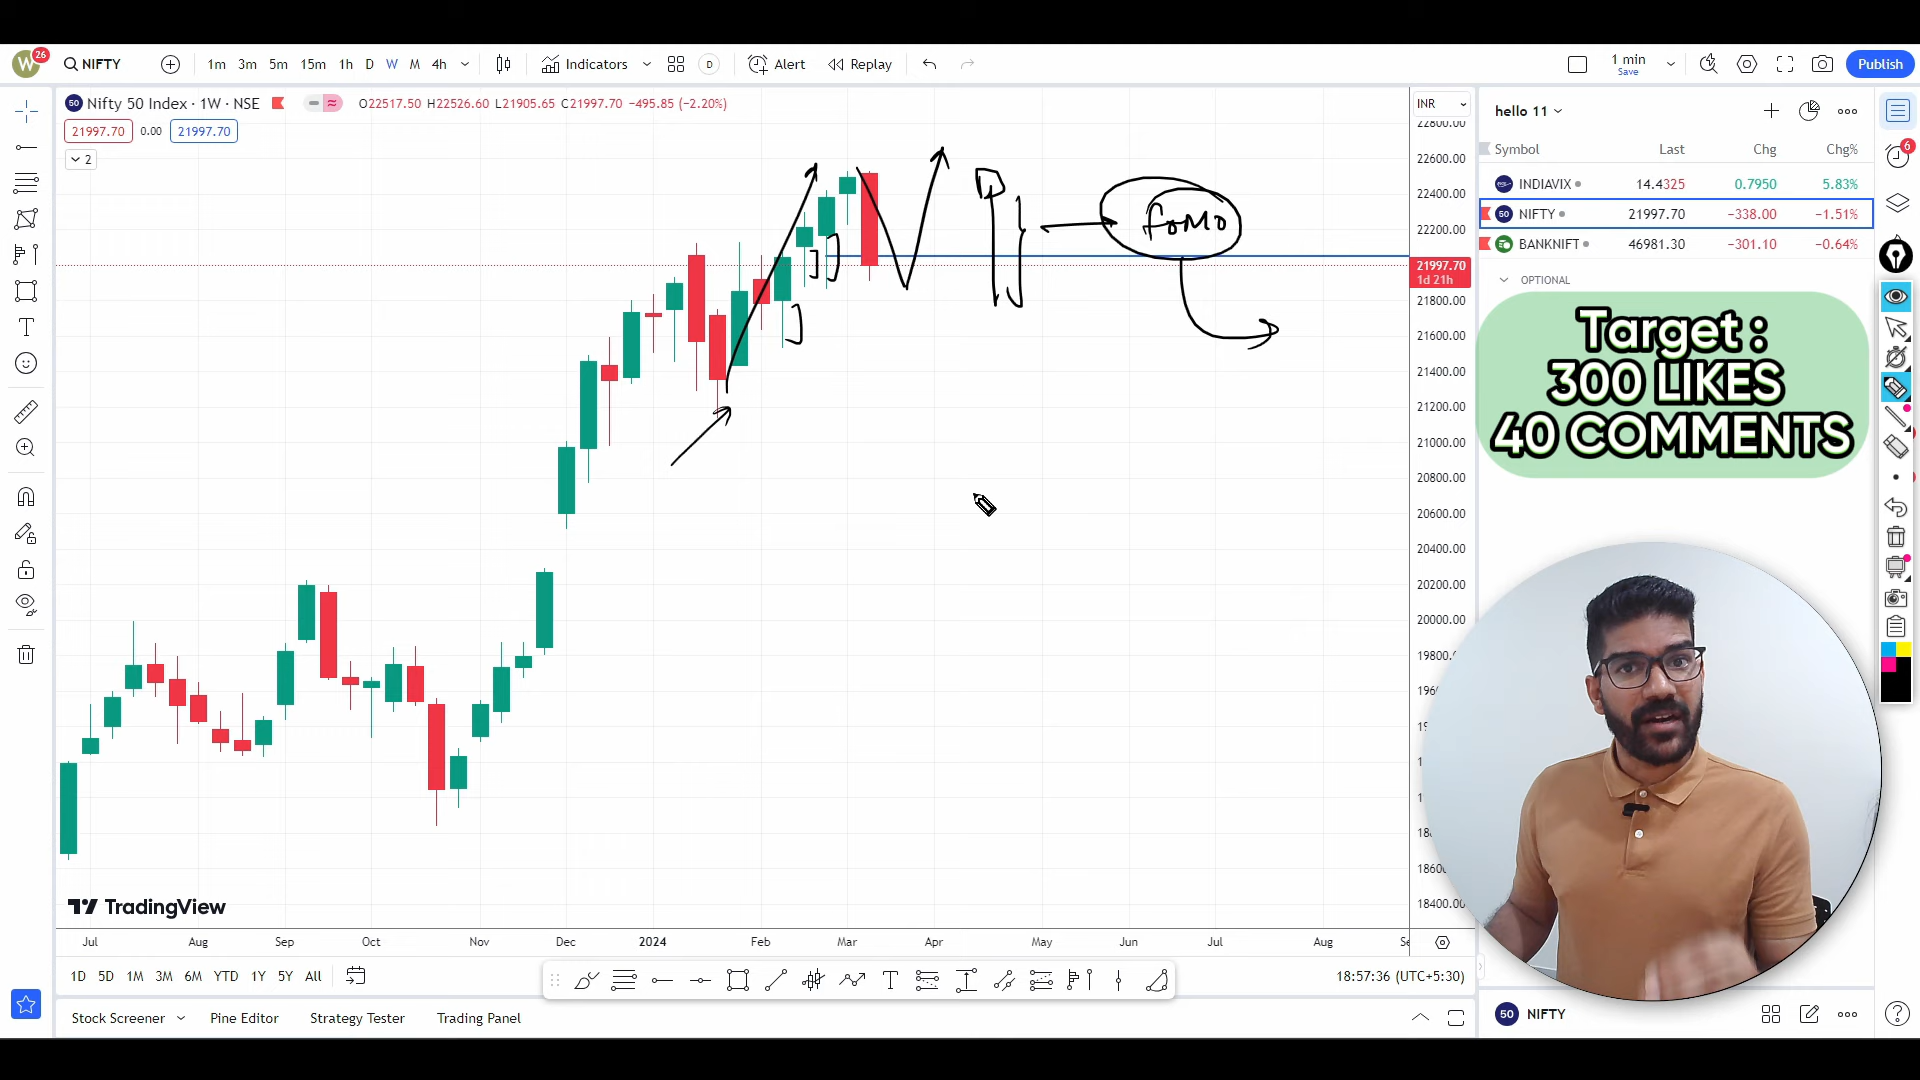 W 26 NIFTY 1m 3m 5m 15m 1h D W M 4h Indicators D Alert Replay 1 min Save Publish
50 Nifty 50 Index · 1W · NSE O22517.50 H22526.60 L21905.65 C21997.70 −495.85 (−2.20%)
21997.70 0.00 21997.70
2
INR
22800.00
22600.00
22400.00
22200.00
21997.70
1d 21h
21800.00
21600.00
21400.00
21200.00
21000.00
20800.00
20600.00
20400.00
20200.00
20000.00
19800.
FOMO
hello 11
Symbol Last Chg Chg%
INDIAVIX 14.4325 0.7950 5.83%
50 NIFTY 21997.70 −338.00 −1.51%
BANKNIFT 46981.30 −301.10 −0.64%
OPTIONAL
6
Target :
300 LIKES
40 COMMENTS
TradingView
Jul Aug Sep Oct Nov Dec 2024 Feb Mar Apr May Jun Jul Aug
1D 5D 1M 3M 6M YTD 1Y 5Y All 18:57:36 (UTC+5:30)
Stock Screener Pine Editor Strategy Tester Trading Panel
50 NIFTY